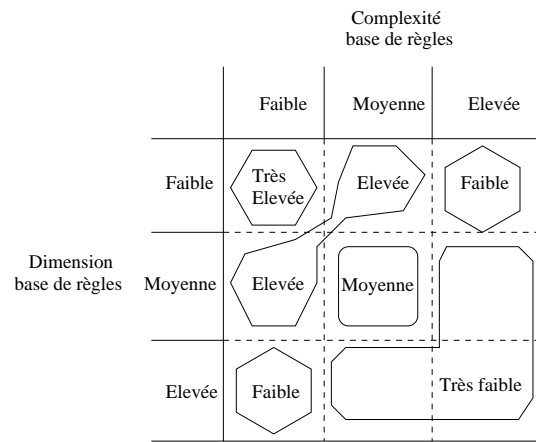 Complexité
base de règles
Faible Moyenne Elevée
Faible Très Elevée Faible
Elevée
Dimension
base de règles Moyenne Elevée Moyenne
Elevée Faible Très faible